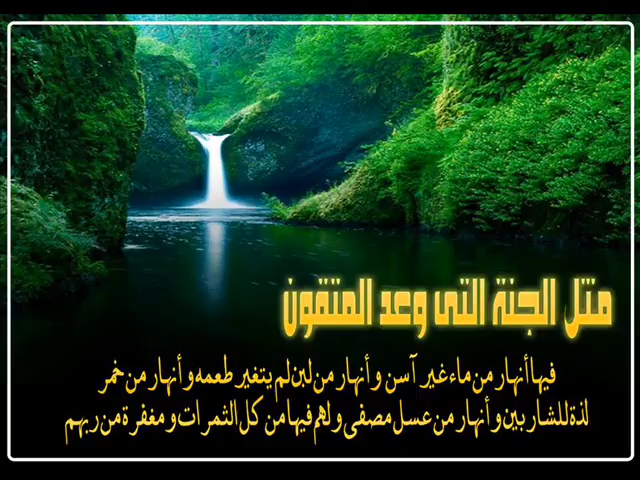 متل الجنة التى وعد المتقون
فيها أنهار من ماء غير آسن و أنهار من لبن لم يتغير طعمه و أنهار من خمر
لذة للشاربين و أنهار من عسل مصفى و لهم فيها من كل الثمرات و مغفرة من ربهم